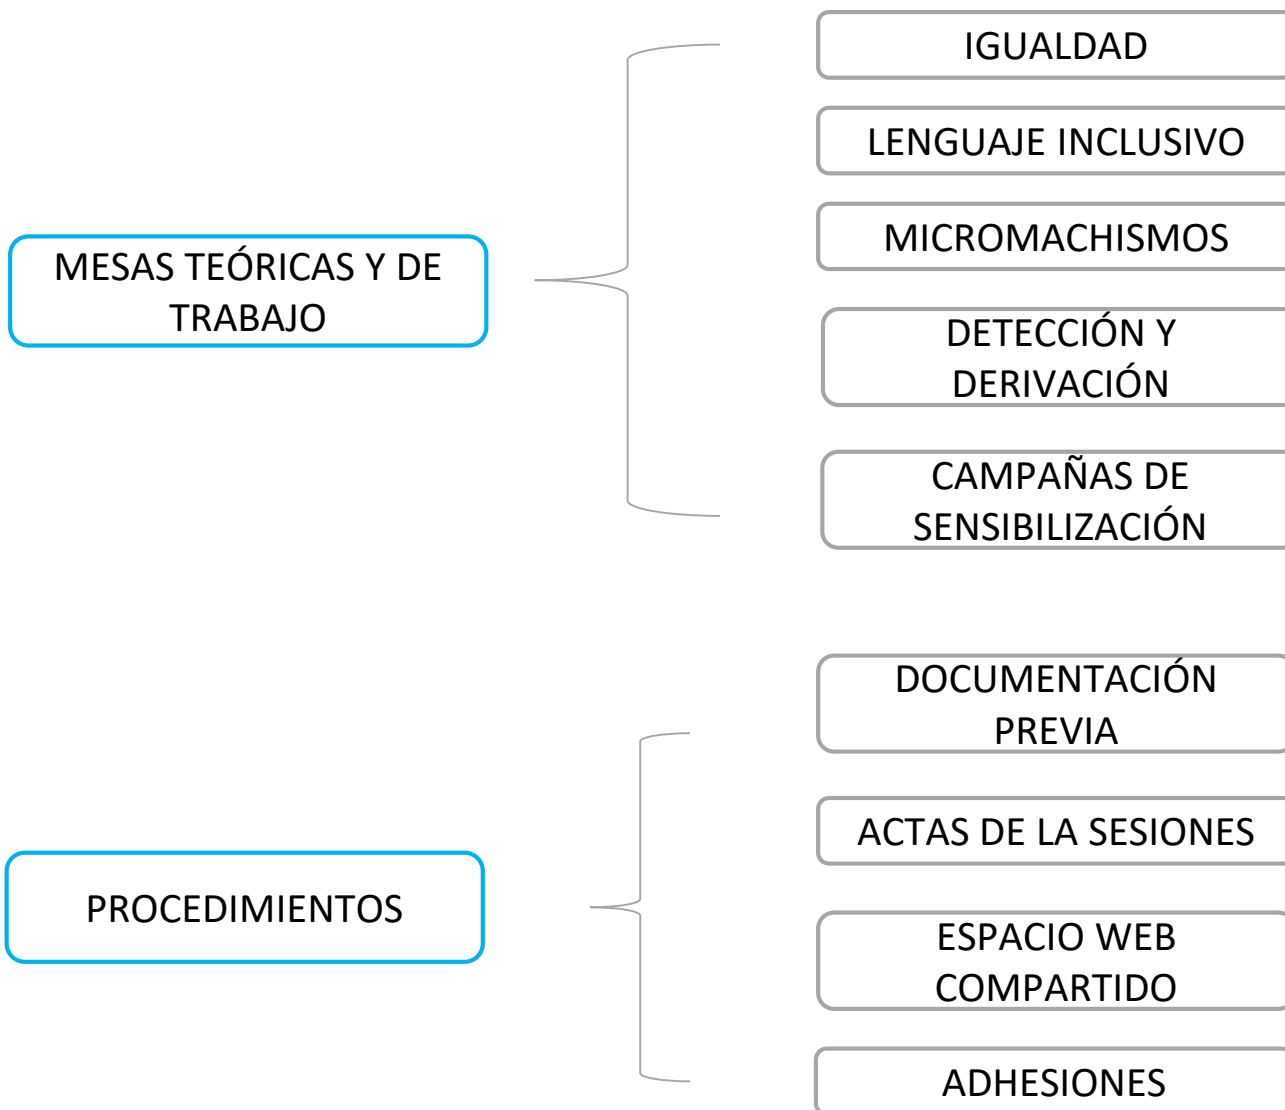 MESAS TEÓRICAS Y DE
TRABAJO
IGUALDAD
LENGUAJE INCLUSIVO
MICROMACHISMOS
DETECCIÓN Y
DERIVACIÓN
CAMPAÑAS DE
SENSIBILIZACIÓN
PROCEDIMIENTOS
DOCUMENTACIÓN
PREVIA
ACTAS DE LA SESIONES
ESPACIO WEB
COMPARTIDO
ADHESIONES